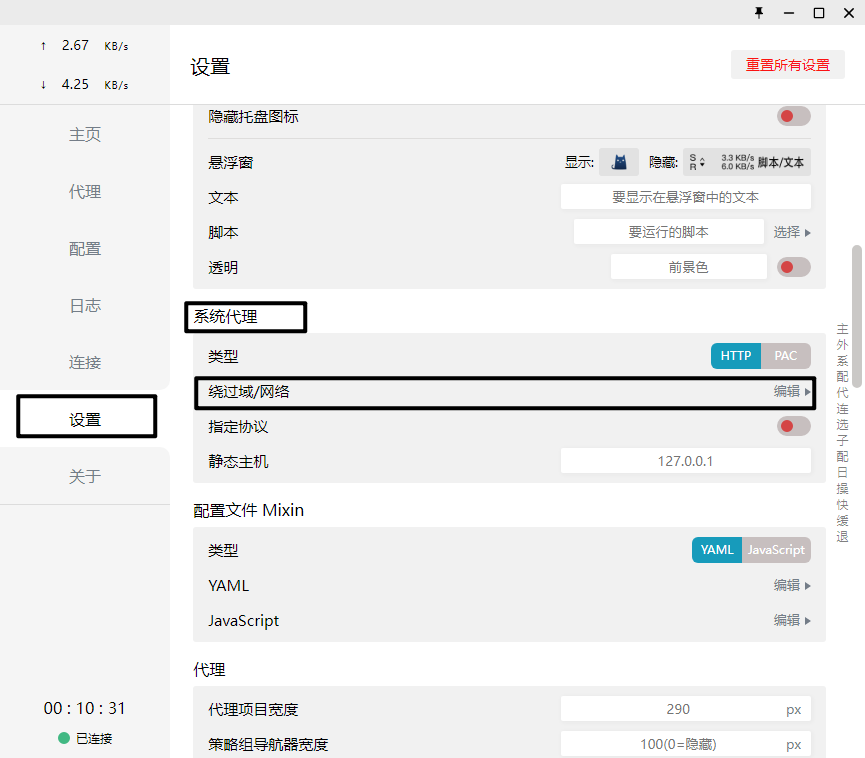 ↑ 2.67 KB/s
↓ 4.25 KB/s
主页
代理
配置
日志
连接
设置
关于
00 : 10 : 31
已连接
设置
重置所有设置
隐藏托盘图标
悬浮窗 显示: 隐藏: S R 3.3 KB/s 6.0 KB/s 脚本/文本
文本 要显示在悬浮窗中的文本
脚本 要运行的脚本 选择
透明 前景色
系统代理
类型 HTTP PAC
绕过域/网络 编辑
指定协议
静态主机 127.0.0.1
配置文件 Mixin
类型 YAML JavaScript
YAML 编辑
JavaScript 编辑
代理
代理项目宽度 290 px
策略组导航器宽度 100(0=隐藏) px
主
外
系
配
代
连
选
子
配
日
操
快
缓
退